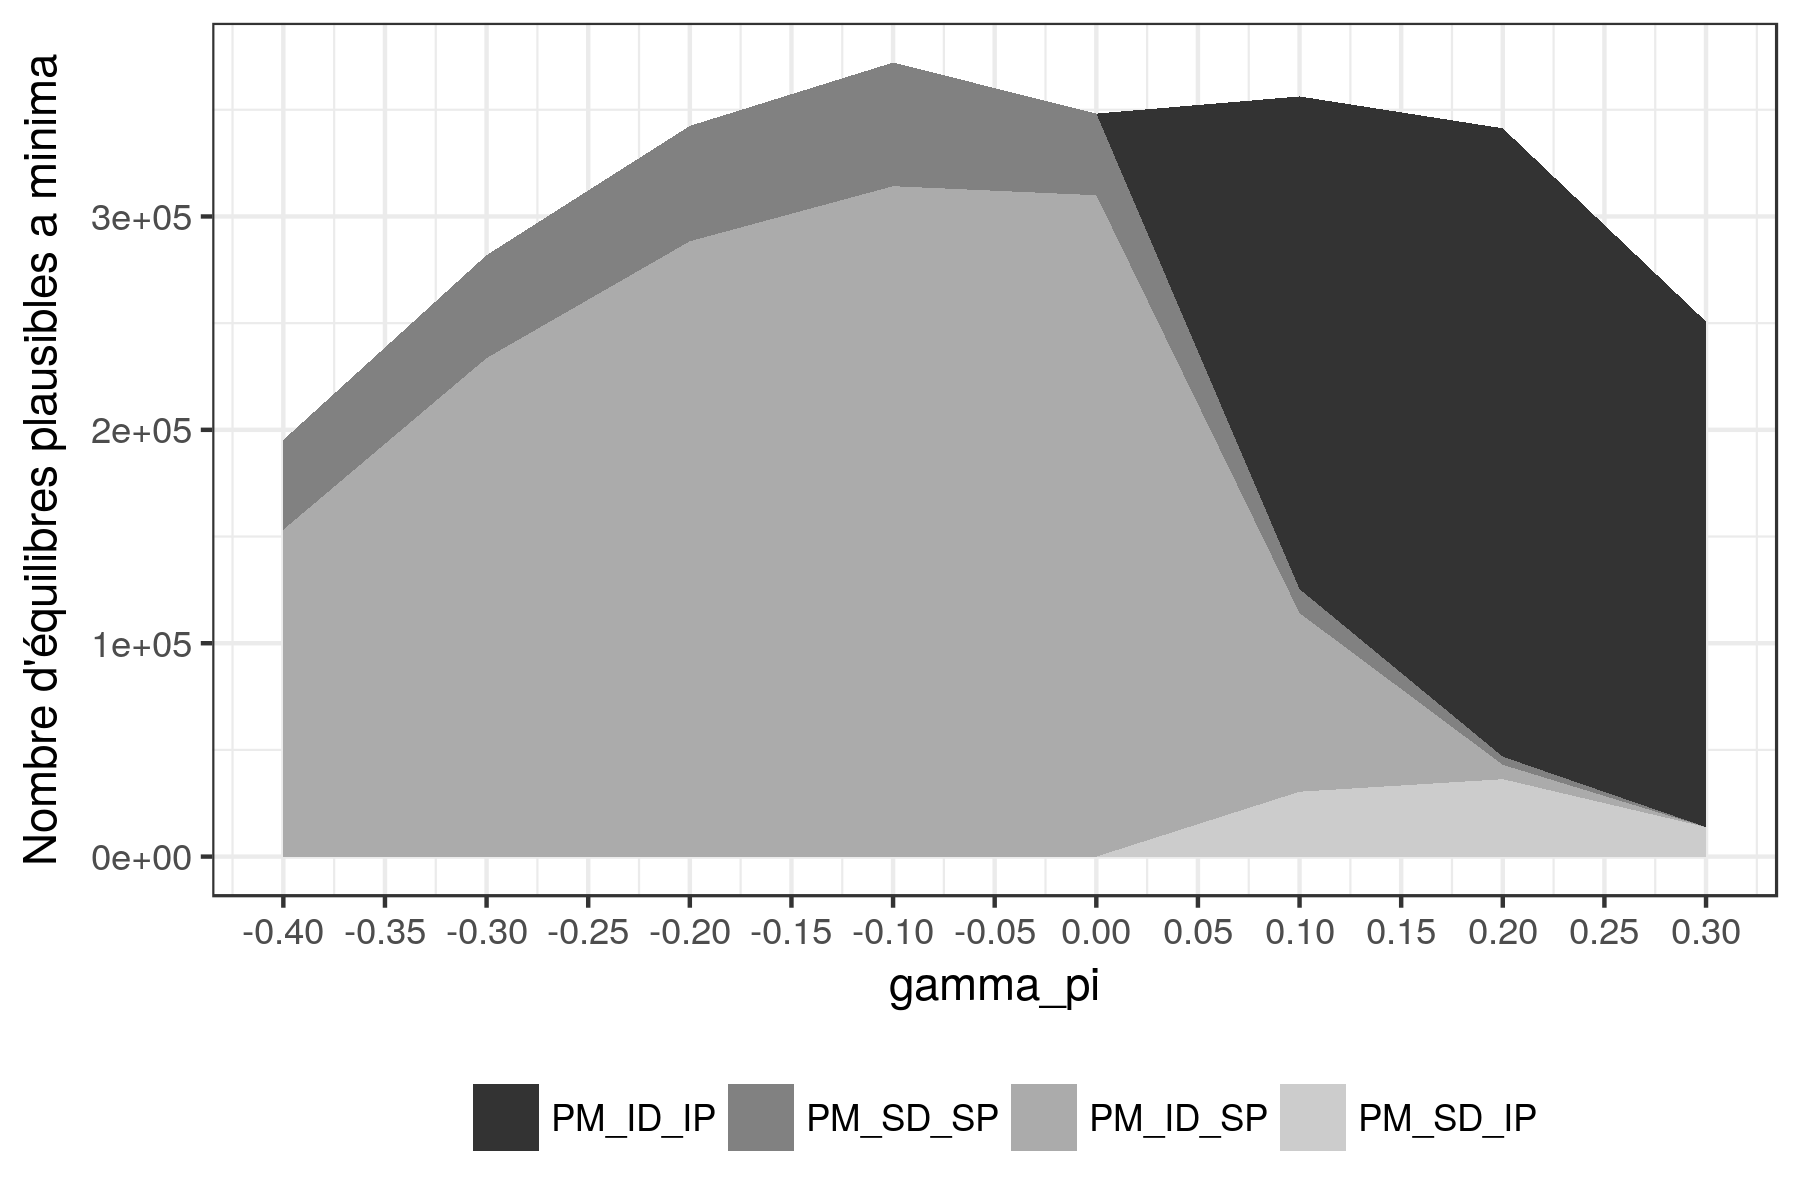 Nombre d'équilibres plausibles a minima
3e+05
2e+05
1e+05
0e+00
-0.40 -0.35 -0.30 -0.25 -0.20 -0.15 -0.10 -0.05 0.00 0.05 0.10 0.15 0.20 0.25 0.30
gamma_pi
PM_ID_IP PM_SD_SP PM_ID_SP PM_SD_IP